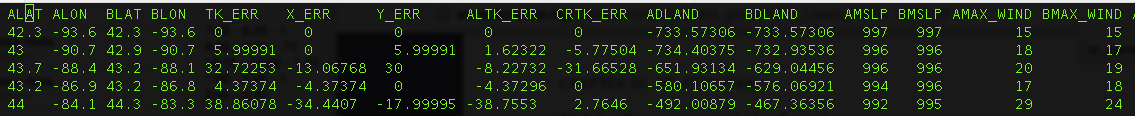 ALAT ALON BLAT BLON TK_ERR X_ERR Y_ERR ALTK_ERR CRTK_ERR ADLAND BDLAND AMSLP BMSLP AMAX_WIND BMAX_WIND A
42.3 -93.6 42.3 -93.6 0 0 0 0 0 -733.57306 -733.57306 997 997 15 15
43 -90.7 42.9 -90.7 5.99991 0 5.99991 1.62322 -5.77504 -734.40375 -732.93536 996 996 18 17
43.7 -88.4 43.2 -88.1 32.72253 -13.06768 30 -8.22732 -31.66528 -651.93134 -629.04456 996 996 20 19
43.2 -86.9 43.2 -86.8 4.37374 -4.37374 0 -4.37296 0 -580.10657 -576.06921 994 996 17 18
44 -84.1 44.3 -83.3 38.86078 -34.4407 -17.99995 -38.7553 2.7646 -492.00879 -467.36356 992 995 29 24